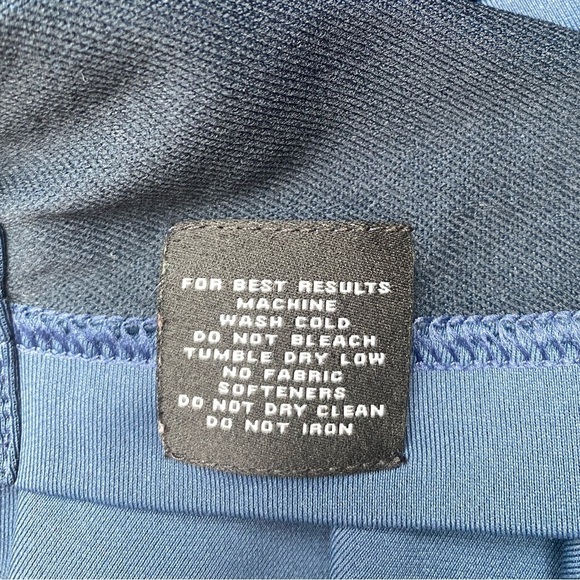 FOR BEST RESULTS
MACHINE
WASH COLD
DO NOT BLEACH
TUMBLE DRY LOW
NO FABRIC
SOFTENERS
DO NOT DRY CLEAN
DO NOT IRON